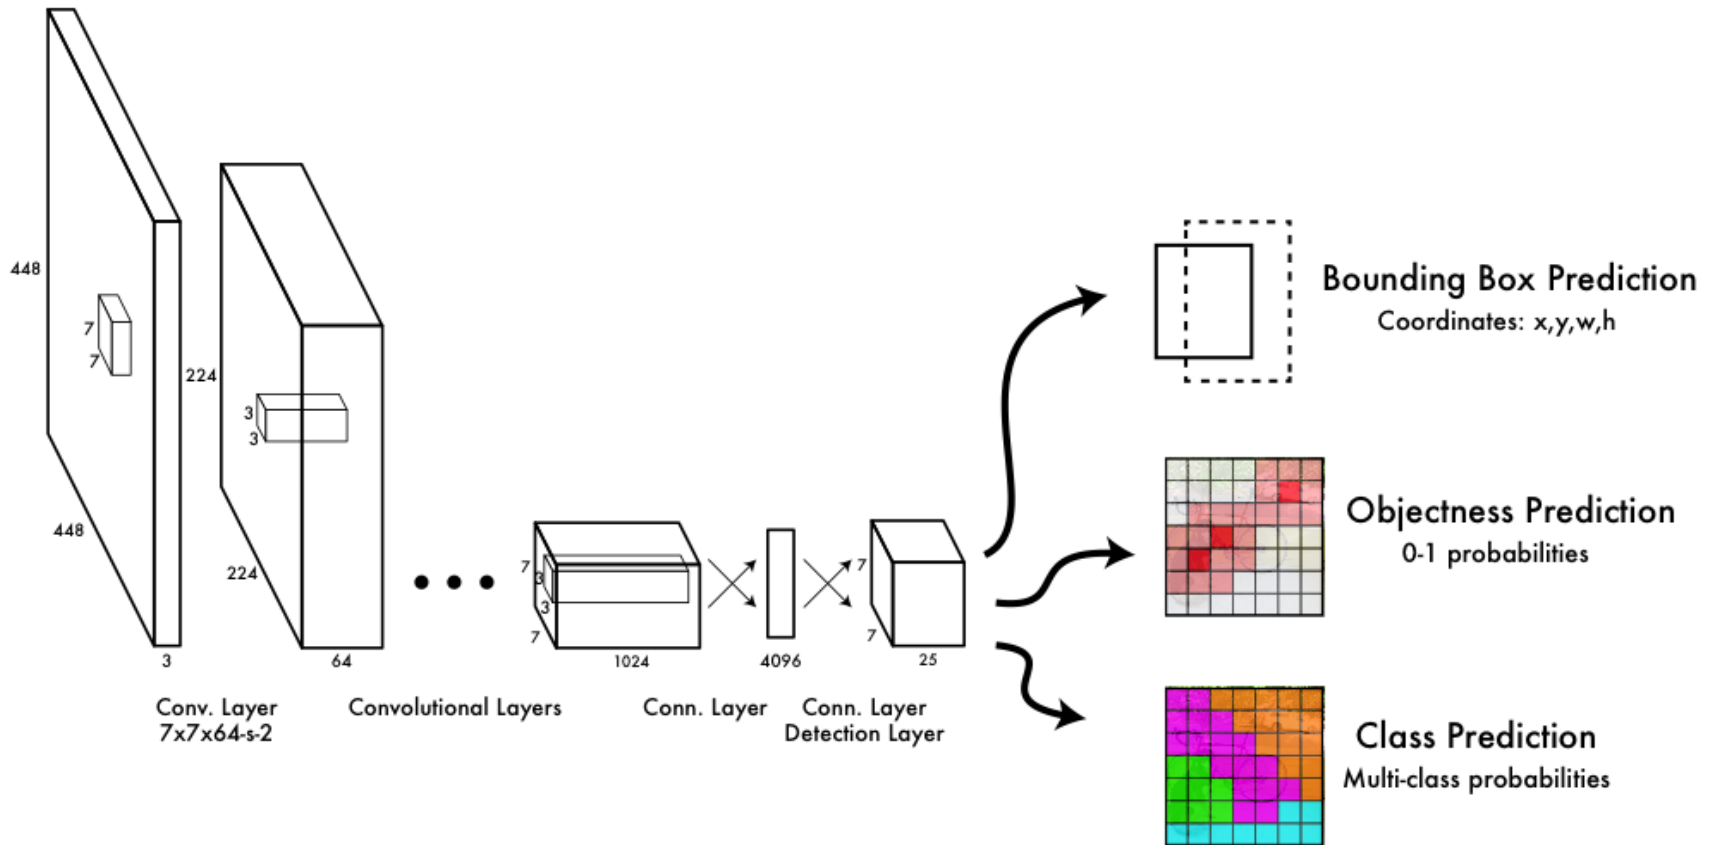 448
7
7
448
3
224
3
3
224
64
7
3
3
7
1024
4096
7
7
25
Conv. Layer
7x7x64-s-2
Convolutional Layers
Conn. Layer
Conn. Layer
Detection Layer
Bounding Box Prediction
Coordinates: x,y,w,h
Objectness Prediction
0-1 probabilities
Class Prediction
Multi-class probabilities